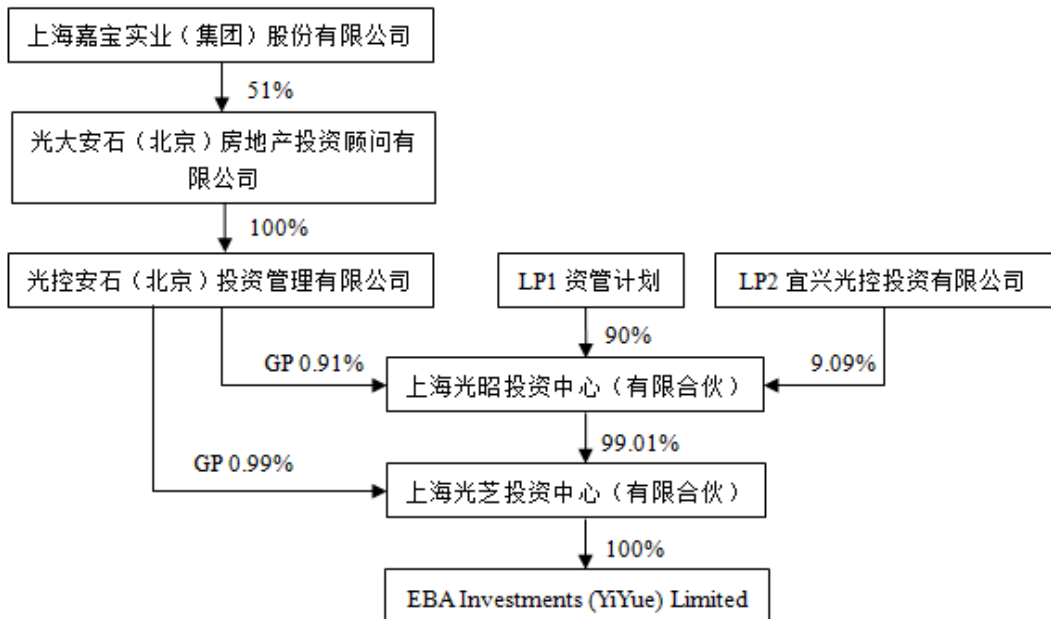 上海嘉宝实业（集团）股份有限公司
51%
光大安石（北京）房地产投资顾问有
限公司
100%
光控安石（北京）投资管理有限公司
LP1 资管计划
LP2 宜兴光控投资有限公司
GP 0.91%
90%
9.09%
上海光昭投资中心（有限合伙）
99.01%
GP 0.99%
上海光芝投资中心（有限合伙）
100%
EBA Investments (YiYue) Limited